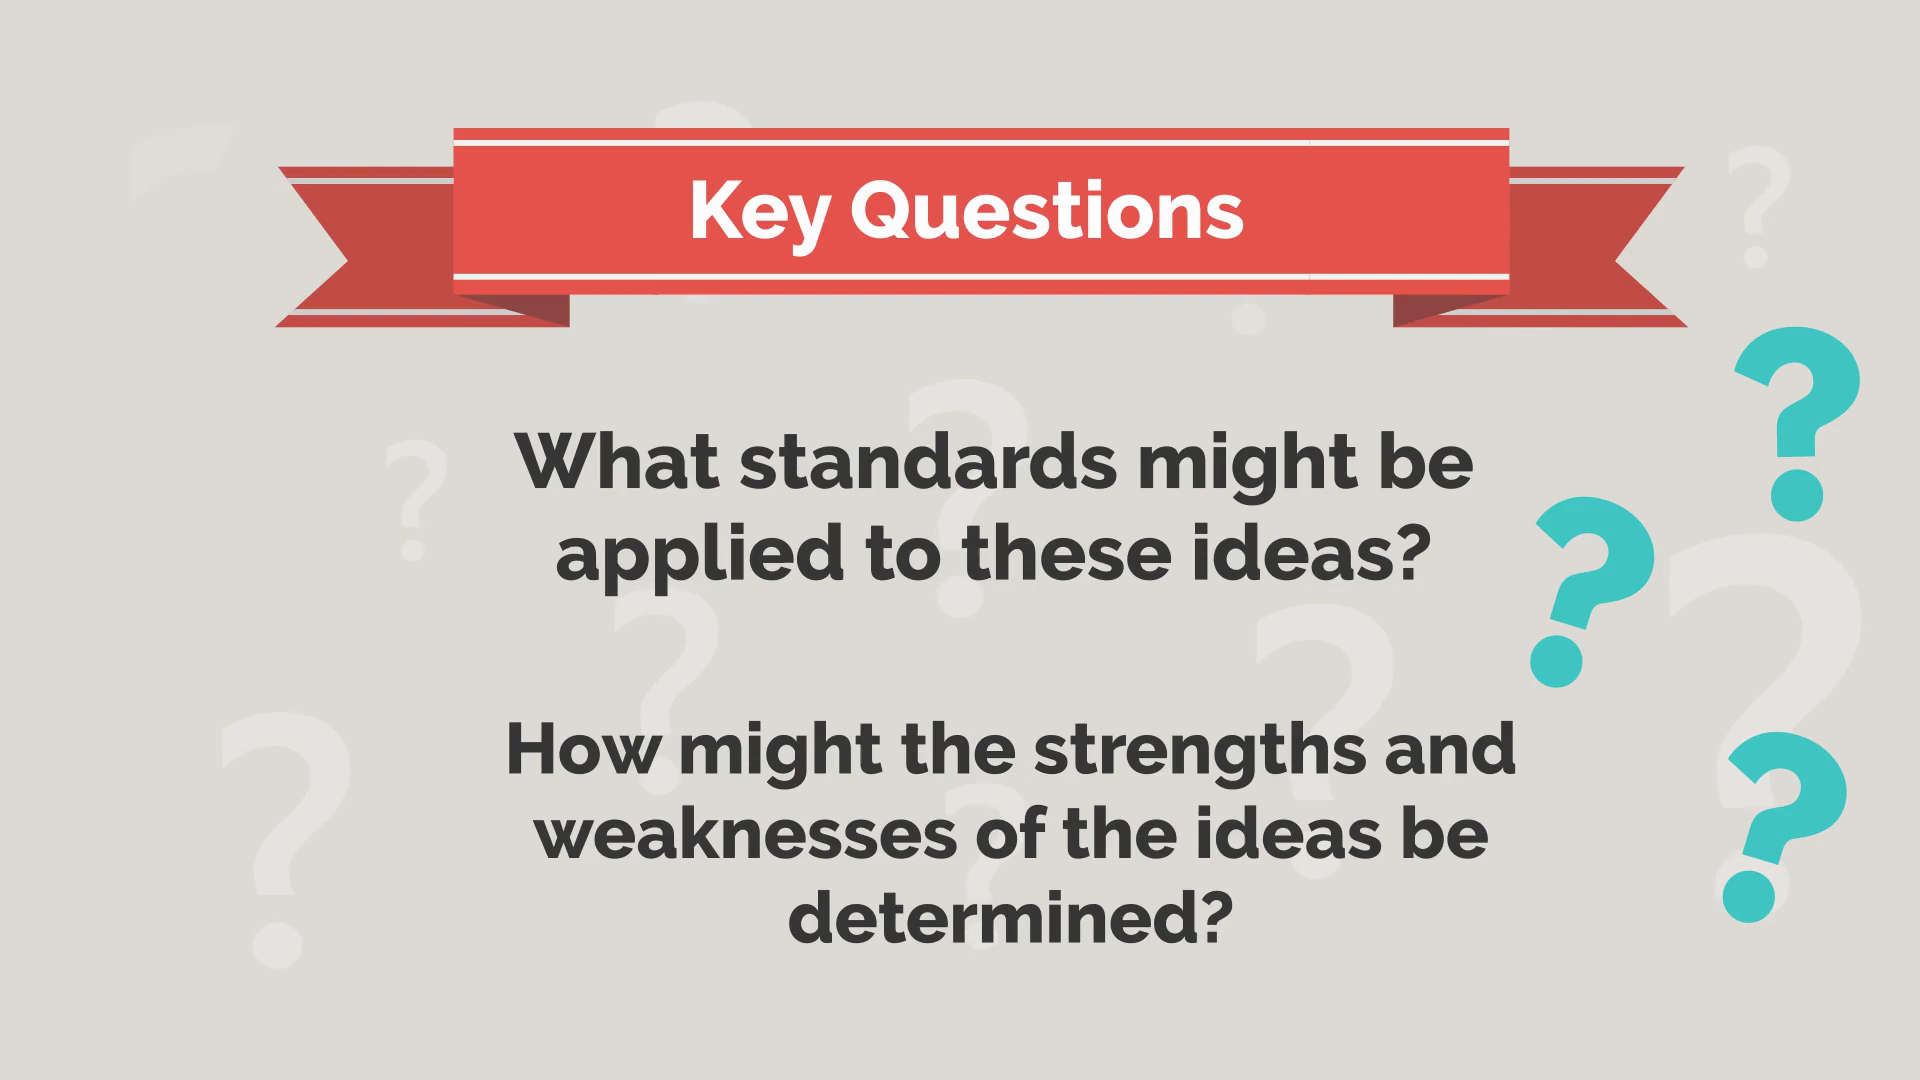 Key Questions
What standards might be
applied to these ideas?
How might the strengths and
weaknesses of the ideas be
determined?